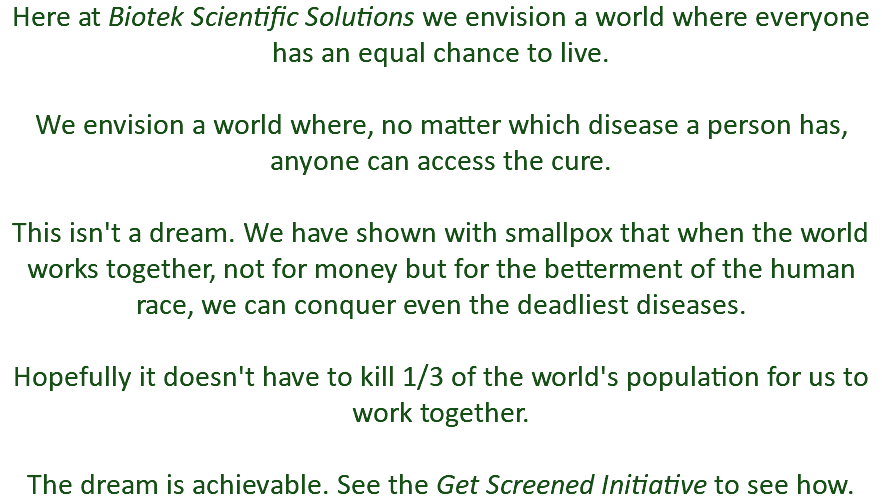 Here at Biotek Scientific Solutions we envision a world where everyone
has an equal chance to live.
We envision a world where, no matter which disease a person has,
anyone can access the cure.
This isn't a dream. We have shown with smallpox that when the world
works together, not for money but for the betterment of the human
race, we can conquer even the deadliest diseases.
Hopefully it doesn't have to kill 1/3 of the world's population for us to
work together.
The dream is achievable. See the Get Screened Initiative to see how.